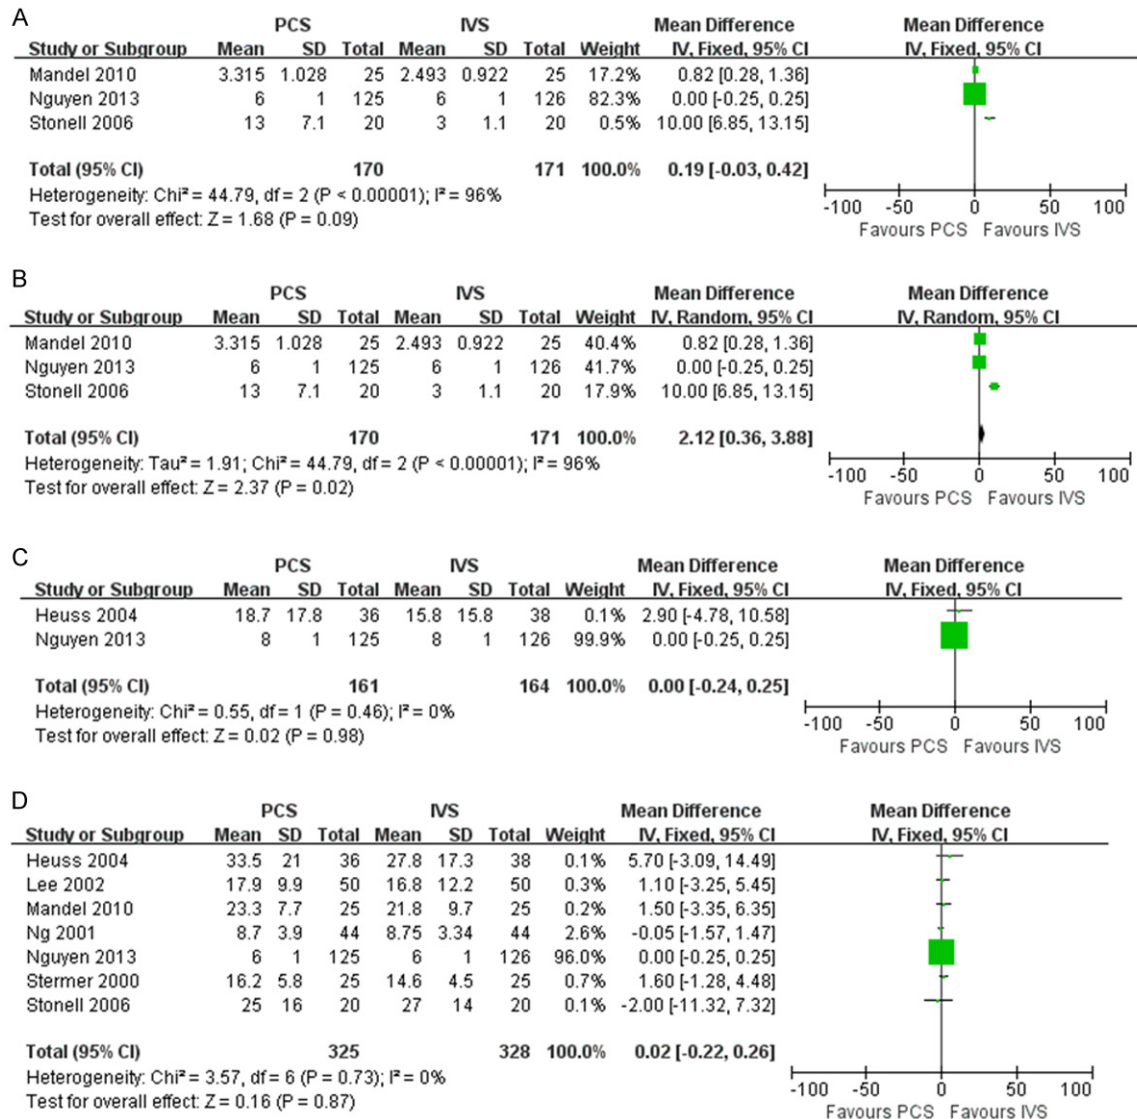 A
PCS IVS Mean Difference Mean Difference
Study or Subgroup Mean SD Total Mean SD Total Weight IV, Fixed, 95% CI IV, Fixed, 95% CI
Mandel 2010 3.315 1.028 25 2.493 0.922 25 17.2% 0.82 [0.28, 1.36]
Nguyen 2013 6 1 125 6 1 126 82.3% 0.00 [-0.25, 0.25]
Stonell 2006 13 7.1 20 3 1.1 20 0.5% 10.00 [6.85, 13.15]
Total (95% CI) 170 171 100.0% 0.19 [-0.03, 0.42]
Heterogeneity: Chi² = 44.79, df = 2 (P < 0.00001); I² = 96%
Test for overall effect: Z = 1.68 (P = 0.09)
-100 -50 0 50 100
Favours PCS Favours IVS
B
PCS IVS Mean Difference Mean Difference
Study or Subgroup Mean SD Total Mean SD Total Weight IV, Random, 95% CI IV, Random, 95% CI
Mandel 2010 3.315 1.028 25 2.493 0.922 25 40.4% 0.82 [0.28, 1.36]
Nguyen 2013 6 1 125 6 1 126 41.7% 0.00 [-0.25, 0.25]
Stonell 2006 13 7.1 20 3 1.1 20 17.9% 10.00 [6.85, 13.15]
Total (95% CI) 170 171 100.0% 2.12 [0.36, 3.88]
Heterogeneity: Tau² = 1.91; Chi² = 44.79, df = 2 (P < 0.00001); I² = 96%
Test for overall effect: Z = 2.37 (P = 0.02)
-100 -50 0 50 100
Favours PCS Favours IVS
C
PCS IVS Mean Difference Mean Difference
Study or Subgroup Mean SD Total Mean SD Total Weight IV, Fixed, 95% CI IV, Fixed, 95% CI
Heuss 2004 18.7 17.8 36 15.8 15.8 38 0.1% 2.90 [-4.78, 10.58]
Nguyen 2013 8 1 125 8 1 126 99.9% 0.00 [-0.25, 0.25]
Total (95% CI) 161 164 100.0% 0.00 [-0.24, 0.25]
Heterogeneity: Chi² = 0.55, df = 1 (P = 0.46); I² = 0%
Test for overall effect: Z = 0.02 (P = 0.98)
-100 -50 0 50 100
Favours PCS Favours IVS
D
PCS IVS Mean Difference Mean Difference
Study or Subgroup Mean SD Total Mean SD Total Weight IV, Fixed, 95% CI IV, Fixed, 95% CI
Heuss 2004 33.5 21 36 27.8 17.3 38 0.1% 5.70 [-3.09, 14.49]
Lee 2002 17.9 9.9 50 16.8 12.2 50 0.3% 1.10 [-3.25, 5.45]
Mandel 2010 23.3 7.7 25 21.8 9.7 25 0.2% 1.50 [-3.35, 6.35]
Ng 2001 8.7 3.9 44 8.75 3.34 44 2.6% -0.05 [-1.57, 1.47]
Nguyen 2013 6 1 125 6 1 126 96.0% 0.00 [-0.25, 0.25]
Stermer 2000 16.2 5.8 25 14.6 4.5 25 0.7% 1.60 [-1.28, 4.48]
Stonell 2006 25 16 20 27 14 20 0.1% -2.00 [-11.32, 7.32]
Total (95% CI) 325 328 100.0% 0.02 [-0.22, 0.26]
Heterogeneity: Chi² = 3.57, df = 6 (P = 0.73); I² = 0%
Test for overall effect: Z = 0.16 (P = 0.87)
-100 -50 0 50 100
Favours PCS Favours IVS